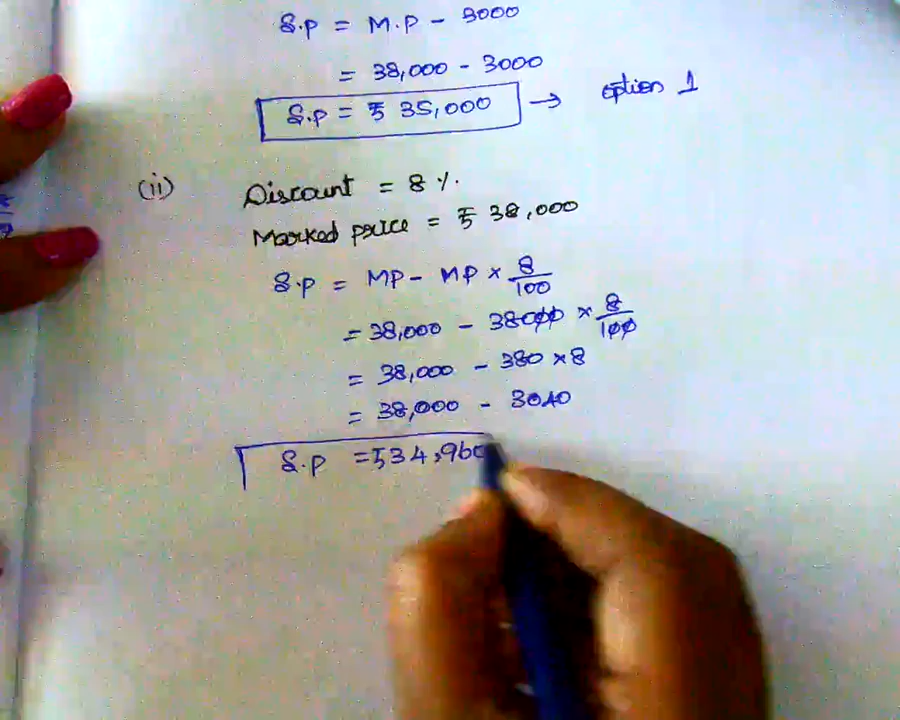 S.P = M.P - 3000
= 38,000 - 3000
S.P = ₹ 35,000 → option 1
(ii) Discount = 8 %.
Marked price = ₹ 38,000
S.P = MP - MP × 8/100
= 38,000 - 38000 × 8/100
= 38,000 - 380 × 8
= 38,000 - 3040
S.P = ₹34,960